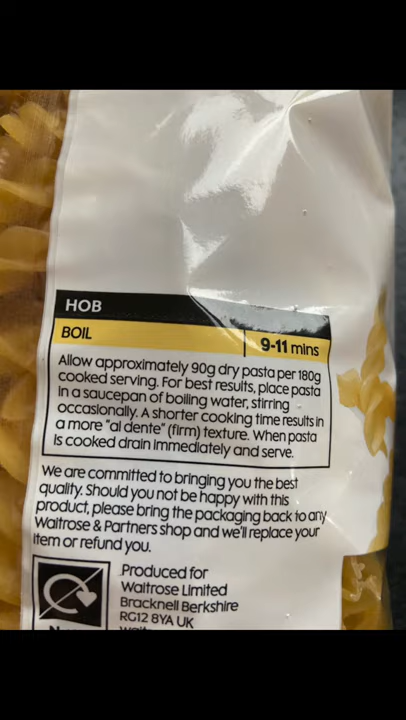 HOB
BOIL
9-11 mins
Allow approximately 90g dry pasta per 180g
cooked serving. For best results, place pasta
in a saucepan of boiling water, stirring
occasionally. A shorter cooking time results in
a more "al dente" (firm) texture. When pasta
is cooked drain immediately and serve.
We are committed to bringing you the best
quality. Should you not be happy with this
product, please bring the packaging back to any
Waitrose & Partners shop and we'll replace your
item or refund you.
Produced for
Waitrose Limited
Bracknell Berkshire
RG12 8YA UK